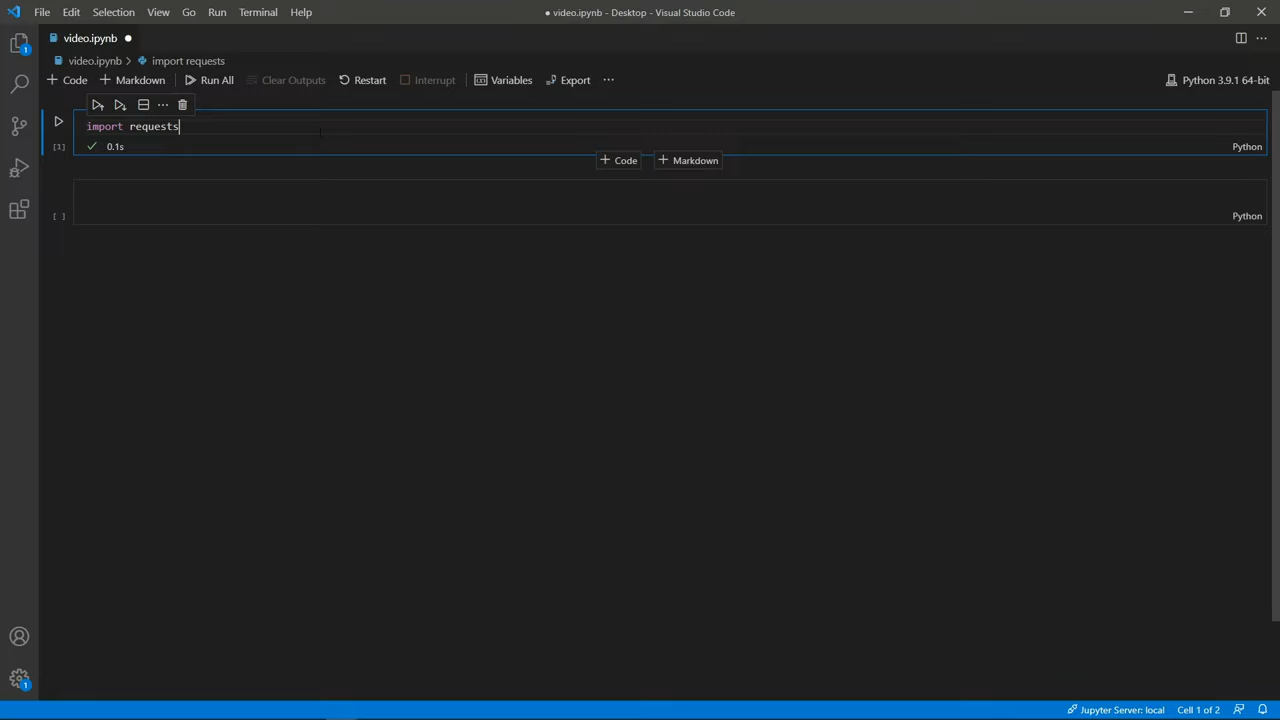 File Edit Selection View Go Run Terminal Help
● video.ipynb - Desktop - Visual Studio Code
video.ipynb ●
video.ipynb > import requests
+ Code + Markdown Run All Clear Outputs Restart Interrupt Variables Export ...
Python 3.9.1 64-bit
import requests
[1] 0.1s Python
+ Code + Markdown
[ ] Python
1
1
Jupyter Server: local Cell 1 of 2